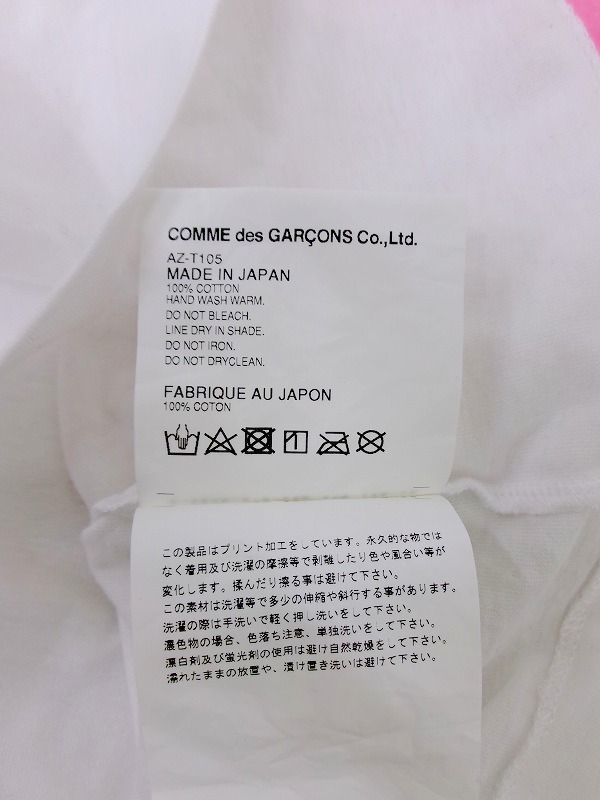 COMME des GARÇONS Co.,Ltd.
AZ-T105
MADE IN JAPAN
100% COTTON
HAND WASH WARM.
DO NOT BLEACH.
LINE DRY IN SHADE.
DO NOT IRON.
DO NOT DRYCLEAN.
FABRIQUE AU JAPON
100% COTON
この製品はプリント加工をしています。永久的な物では
なく着用及び洗濯の摩擦等で剥離したり色や風合い等が
変化します。揉んだり擦る事は避けて下さい。
この素材は洗濯等で多少の伸縮や斜行する事があります。
洗濯の際は手洗いで軽く押し洗いをして下さい。
濃色物の場合、色落ち注意、単独洗いをして下さい。
漂白剤及び蛍光剤の使用は避け自然乾燥をして下さい。
濡れたままの放置や、漬け置き洗いは避けて下さい。